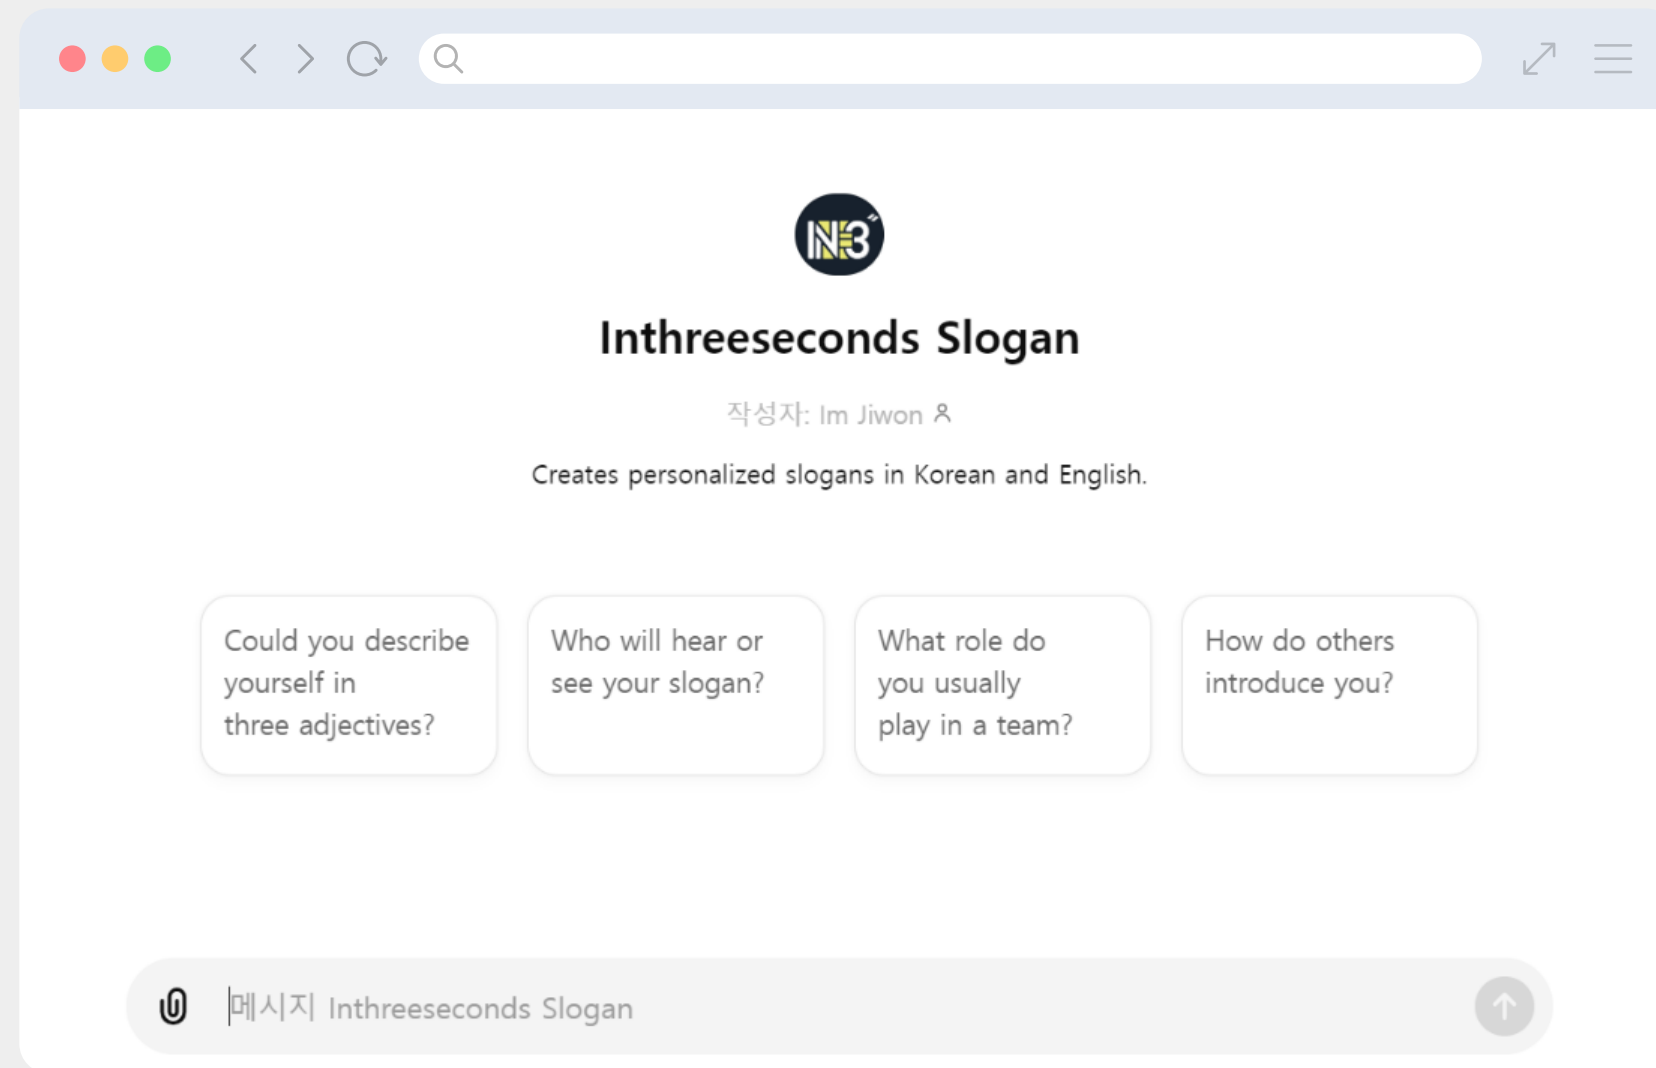 IN3"
Inthreeseconds Slogan
작성자: Im Jiwon
Creates personalized slogans in Korean and English.
Could you describe
yourself in
three adjectives?
Who will hear or
see your slogan?
What role do
you usually
play in a team?
How do others
introduce you?
메시지 Inthreeseconds Slogan